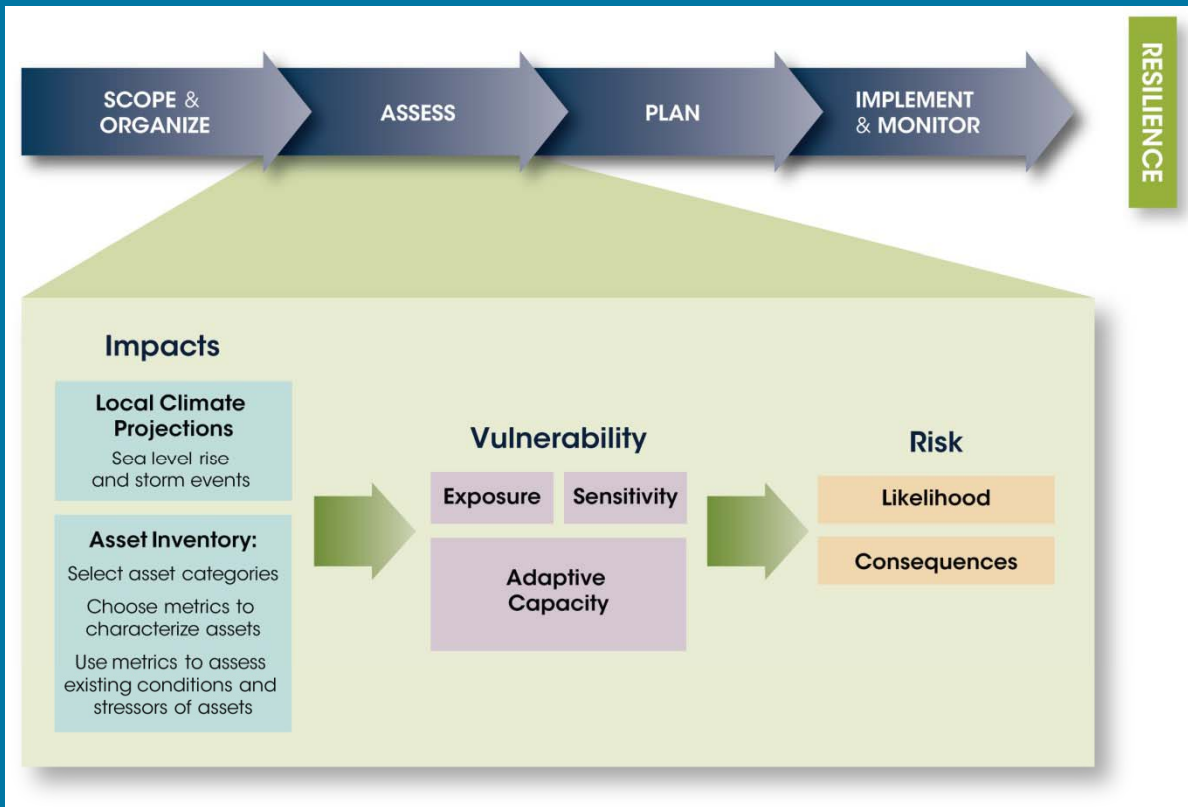 SCOPE &
ORGANIZE
ASSESS
PLAN
IMPLEMENT
& MONITOR
RESILIENCE
Impacts
Local Climate
Projections
Sea level rise
and storm events
Asset Inventory:
Select asset categories
Choose metrics to
characterize assets
Use metrics to assess
existing conditions and
stressors of assets
Vulnerability
Exposure
Sensitivity
Adaptive
Capacity
Risk
Likelihood
Consequences